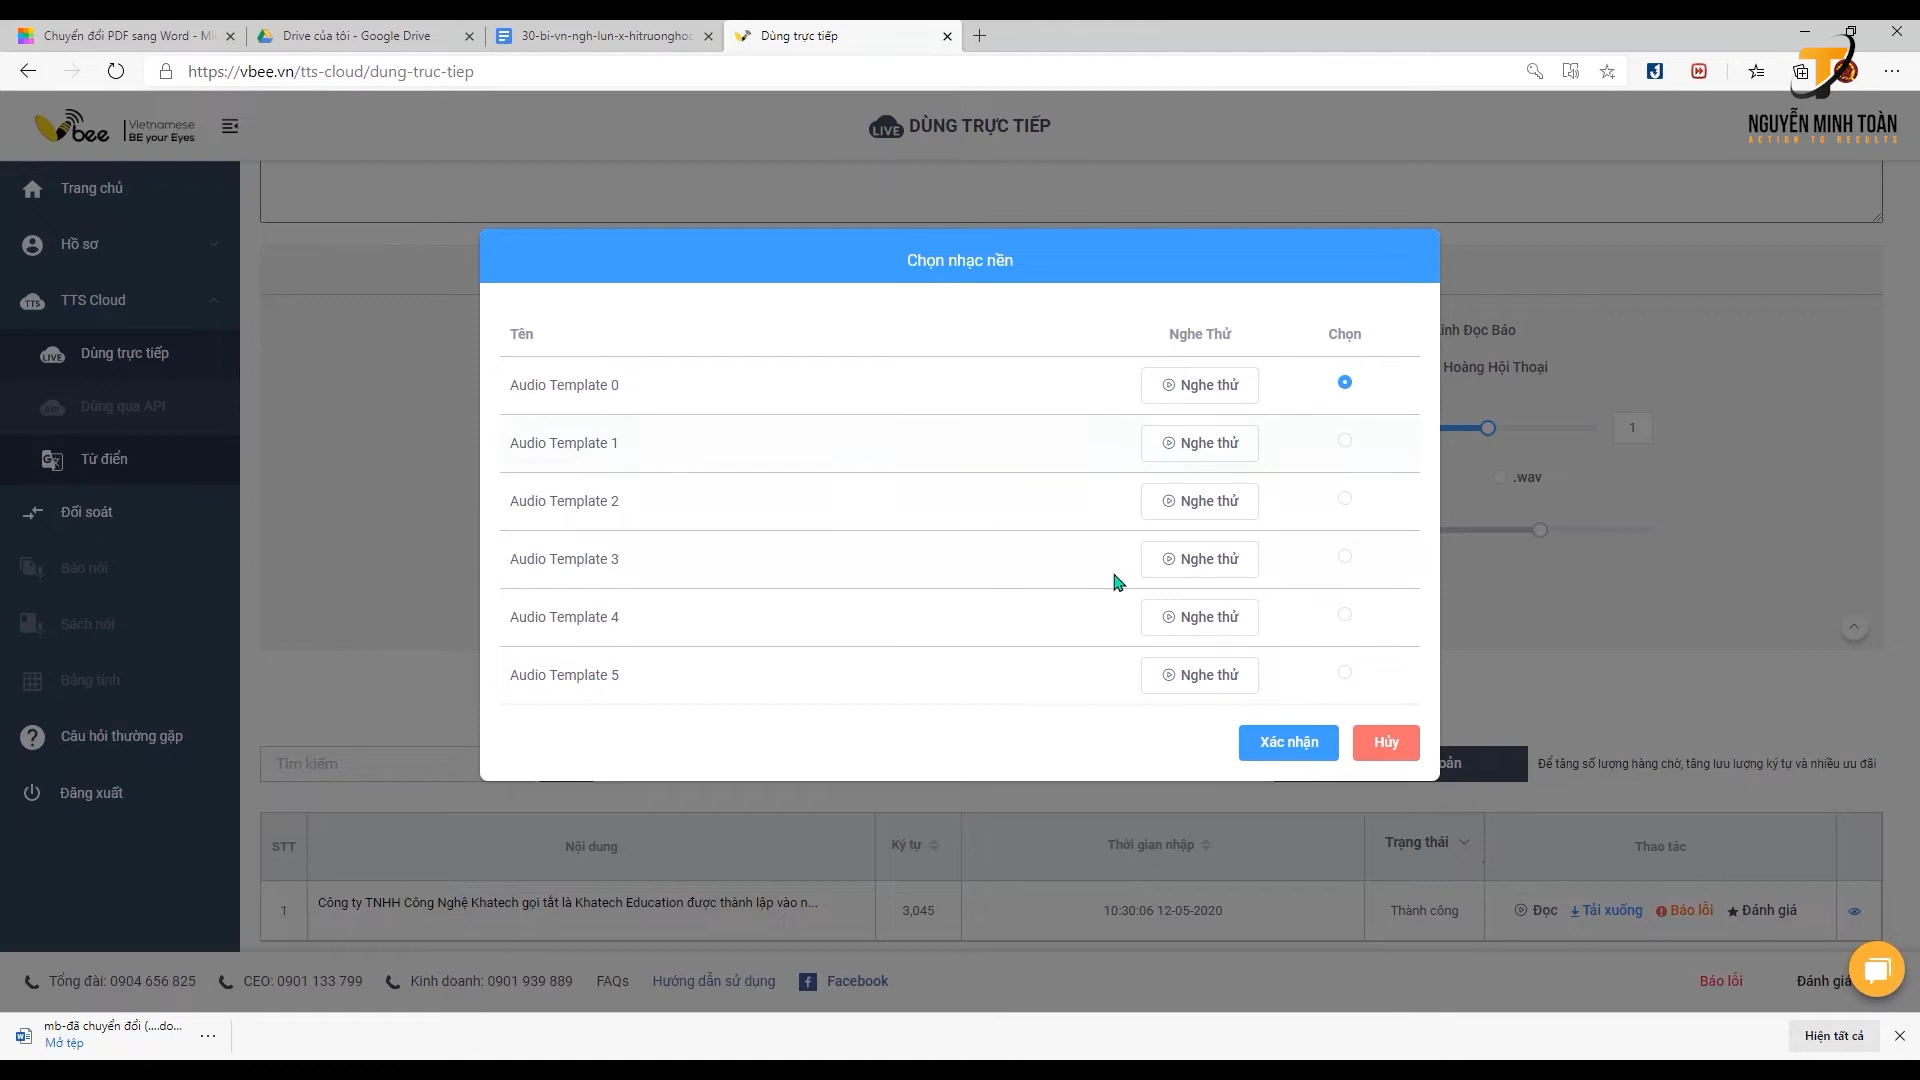 Chuyển đổi PDF sang Word - Mi
Drive của tôi - Google Drive
30-bi-vn-ngh-lun-x-hitruonghoc
Dùng trực tiếp
https://vbee.vn/tts-cloud/dung-truc-tiep
bee
Vietnamese
BE your Eyes
LIVE DÙNG TRỰC TIẾP
NGUYỄN MINH TOÀN
ACTION TO RESULTS
Trang chủ
Hồ sơ
TTS Cloud
Dùng trực tiếp
Dùng qua API
Từ điển
Đối soát
Báo nói
Sách nói
Bảng tính
Câu hỏi thường gặp
Đăng xuất
Chọn nhạc nền
Tên Nghe Thử Chọn
Audio Template 0 Nghe thử
Audio Template 1 Nghe thử
Audio Template 2 Nghe thử
Audio Template 3 Nghe thử
Audio Template 4 Nghe thử
Audio Template 5 Nghe thử
Xác nhận Hủy
inh Đọc Báo
Hoàng Hội Thoại
1
.wav
Tìm kiếm
oản
Để tăng số lượng hàng chờ, tăng lưu lượng ký tự và nhiều ưu đãi
STT Nội dung Ký tự Thời gian nhập Trạng thái Thao tác
1 Công ty TNHH Công Nghệ Khatech gọi tắt là Khatech Education được thành lập vào n... 3,045 10:30:06 12-05-2020 Thành công Đọc Tải xuống Báo lỗi Đánh giá
Tổng đài: 0904 656 825 CEO: 0901 133 799 Kinh doanh: 0901 939 889 FAQs Hướng dẫn sử dụng Facebook Báo lỗi Đánh giá
mb-đã chuyển đổi (....do...
Mở tệp
Hiện tất cả